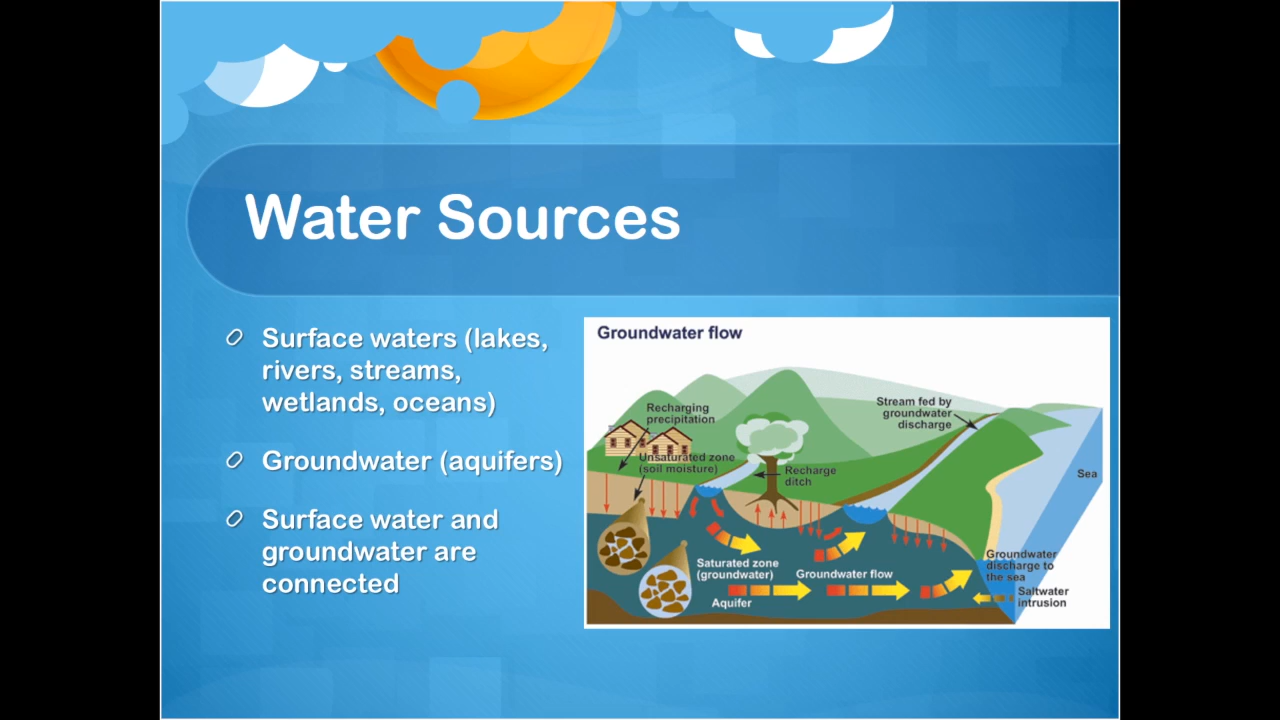 Water Sources
Surface waters (lakes,
rivers, streams,
wetlands, oceans)
Groundwater (aquifers)
Surface water and
groundwater are
connected
Groundwater flow
Recharging
precipitation
Unsaturated zone
(soil moisture)
Recharge
ditch
Stream fed by
groundwater
discharge
Sea
Saturated zone
(groundwater)
Groundwater flow
Aquifer
Groundwater
discharge to
the sea
Saltwater
intrusion